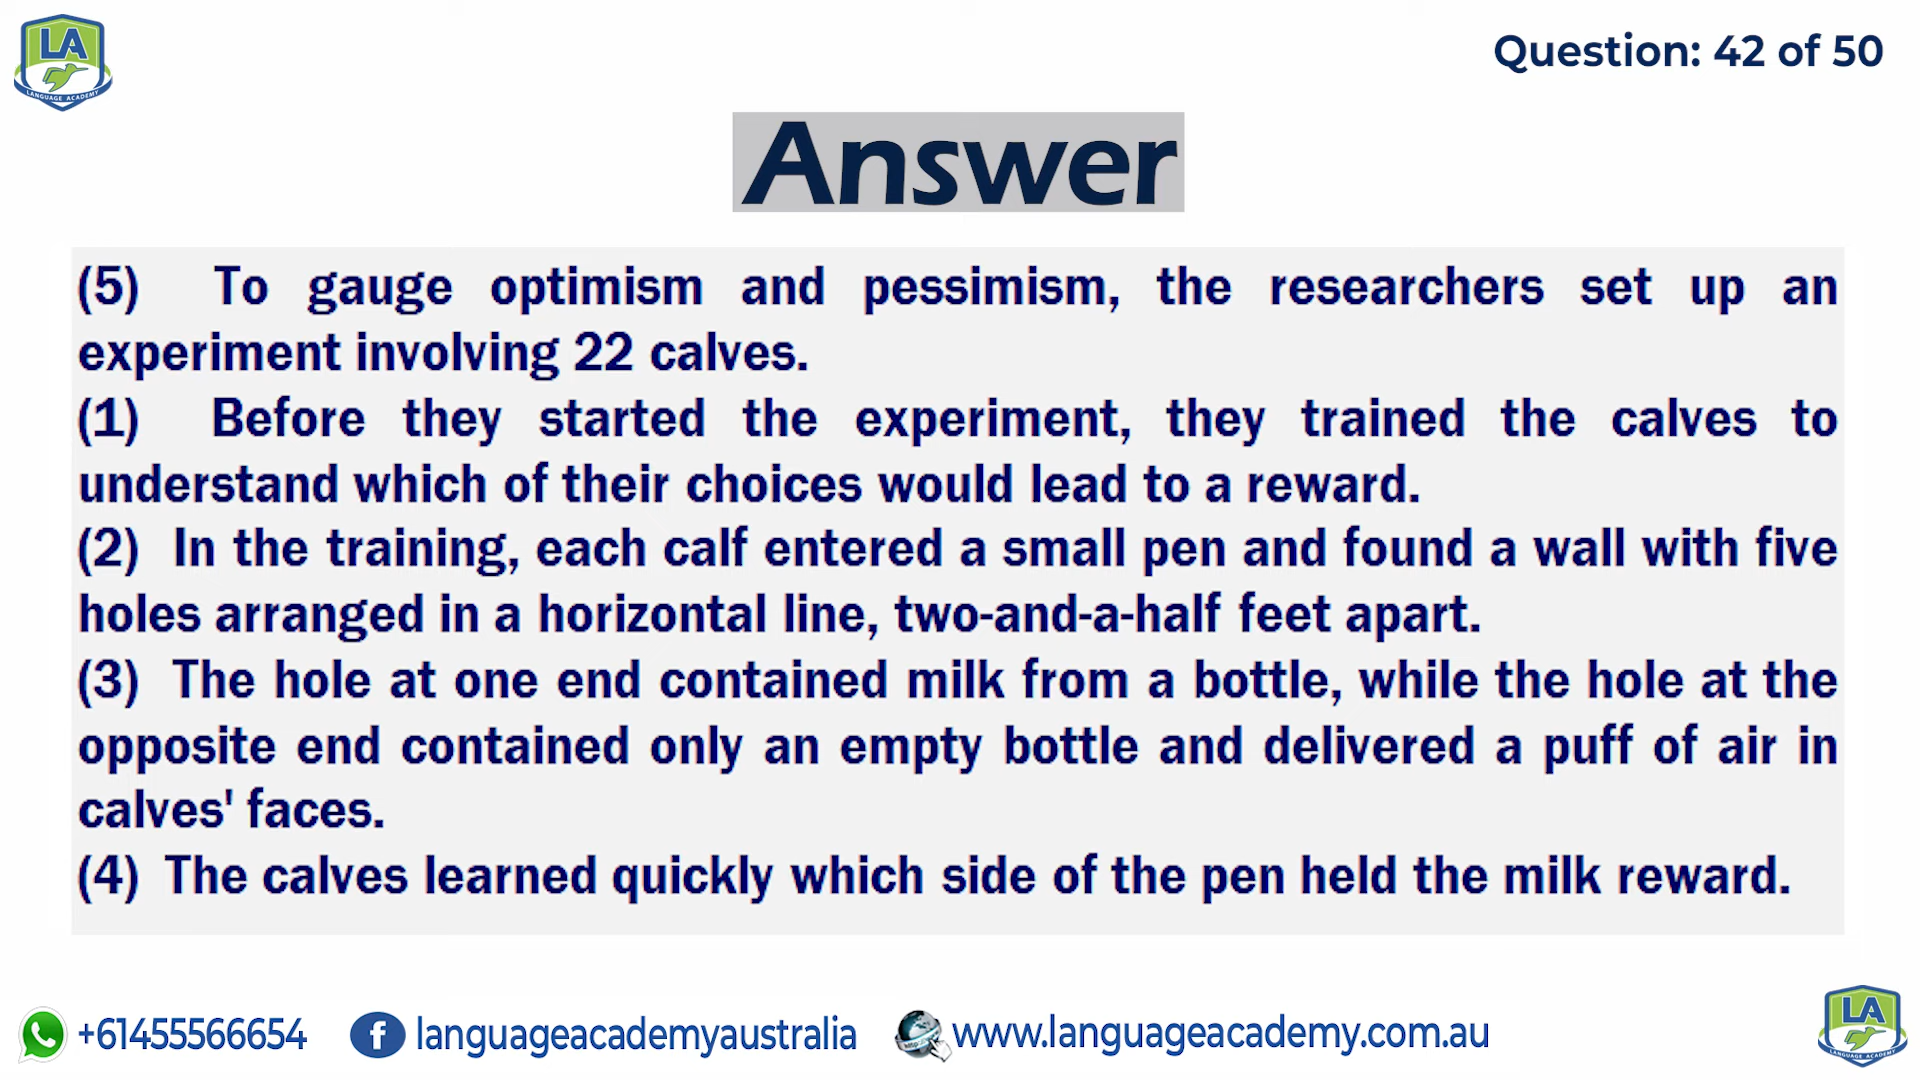 LA
LANGUAGE ACADEMY
Question: 42 of 50
Answer
(5) To gauge optimism and pessimism, the researchers set up an
experiment involving 22 calves.
(1) Before they started the experiment, they trained the calves to
understand which of their choices would lead to a reward.
(2) In the training, each calf entered a small pen and found a wall with five
holes arranged in a horizontal line, two-and-a-half feet apart.
(3) The hole at one end contained milk from a bottle, while the hole at the
opposite end contained only an empty bottle and delivered a puff of air in
calves' faces.
(4) The calves learned quickly which side of the pen held the milk reward.
+61455566654
languageacademyaustralia
www.languageacademy.com.au
LA
LANGUAGE ACADEMY